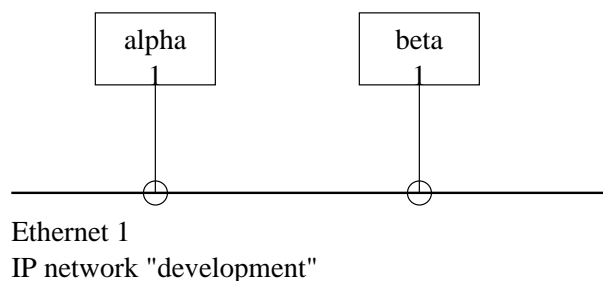 alpha
1
beta
1
Ethernet 1
IP network "development"